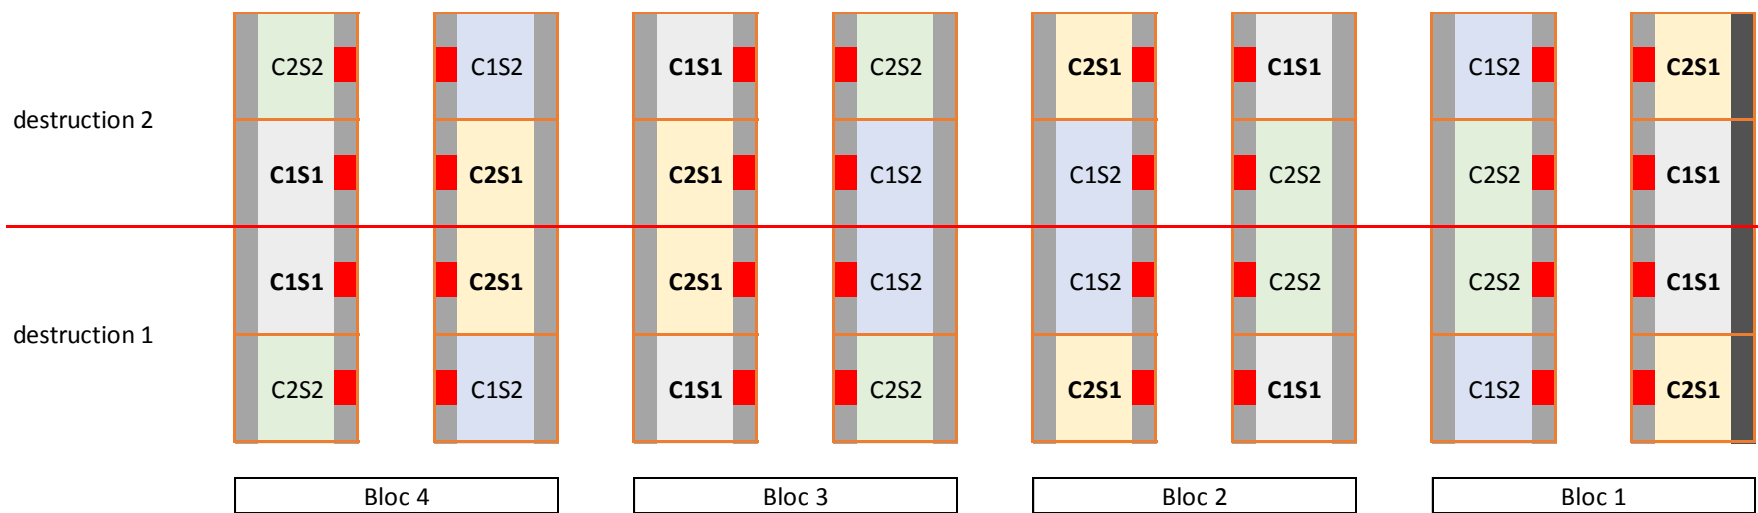 C2S2 C1S2 C1S1 C2S2 C2S1 C1S1 C1S2 C2S1
destruction 2
C1S1 C2S1 C2S1 C1S2 C1S2 C2S2 C2S2 C1S1
C1S1 C2S1 C2S1 C1S2 C1S2 C2S2 C2S2 C1S1
destruction 1
C2S2 C1S2 C1S1 C2S2 C2S1 C1S1 C1S2 C2S1
Bloc 4 Bloc 3 Bloc 2 Bloc 1